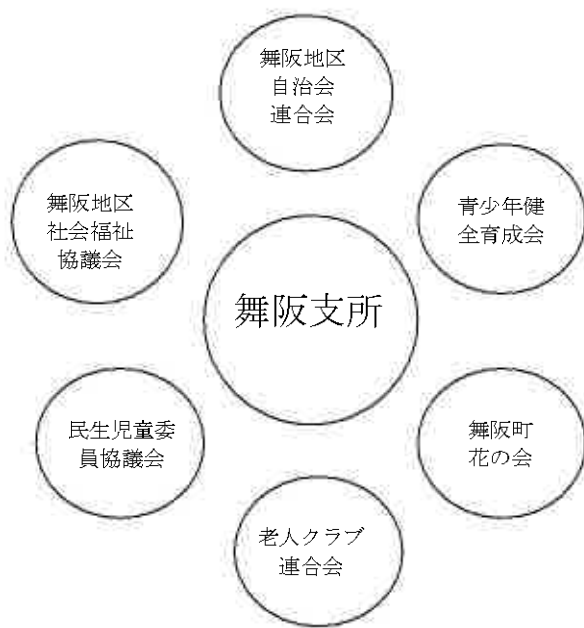 舞阪地区
自治会
連合会
舞阪地区
社会福祉
協議会
青少年健
全育成会
舞阪支所
民生児童委
員協議会
舞阪町
花の会
老人クラブ
連合会